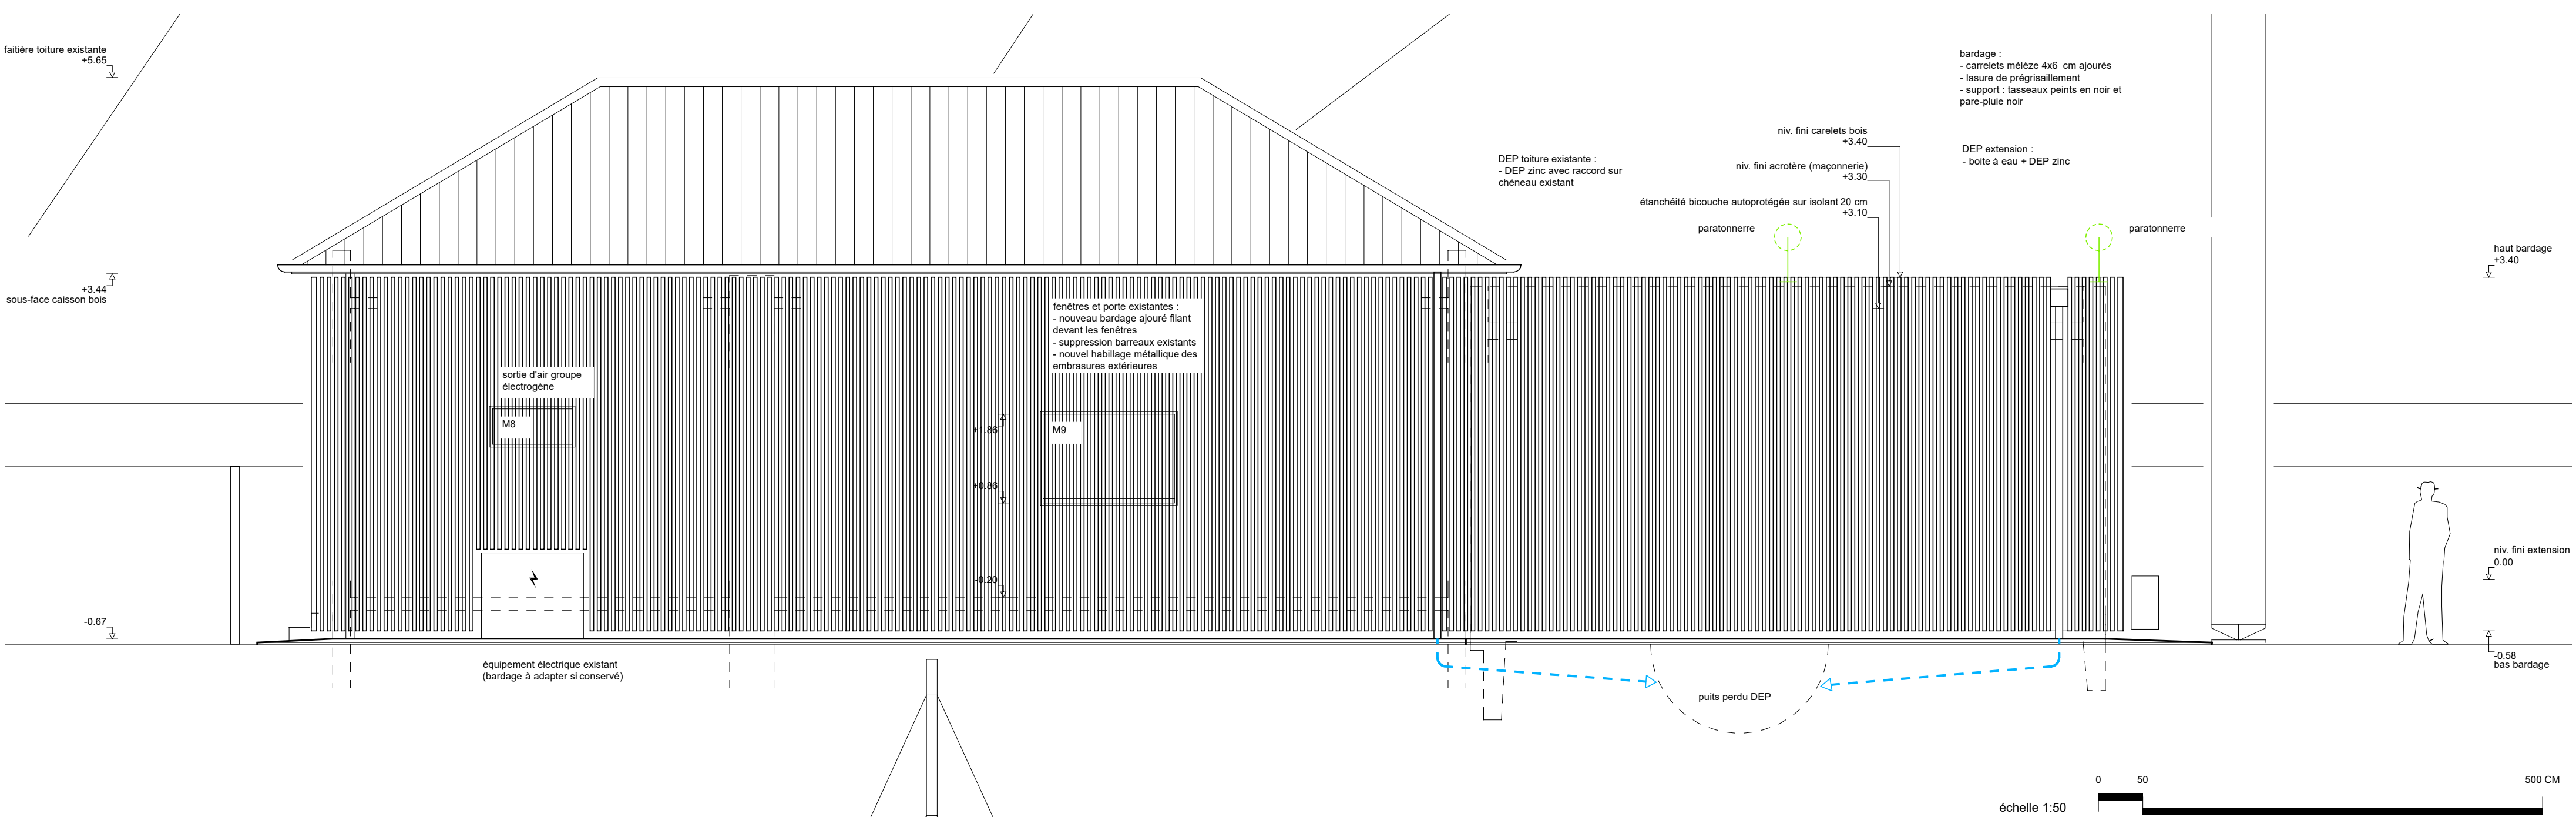 faitière toiture existante
+5.65
+3.44
sous-face caisson bois
-0.67
sortie d'air groupe
électrogène
M8
équipement électrique existant
(bardage à adapter si conservé)
fenêtres et porte existantes :
- nouveau bardage ajouré filant
devant les fenêtres
- suppression barreaux existants
- nouvel habillage métallique des
embrasures extérieures
M9
+1.86
+0.86
-0.20
DEP toiture existante :
- DEP zinc avec raccord sur
chéneau existant
niv. fini carelets bois
+3.40
niv. fini acrotère (maçonnerie)
+3.30
étanchéité bicouche autoprotégée sur isolant 20 cm
+3.10
paratonnerre
bardage :
- carrelets mélèze 4x6 cm ajourés
- lasure de prégrisaillement
- support : tasseaux peints en noir et
pare-pluie noir
DEP extension :
- boite à eau + DEP zinc
paratonnerre
haut bardage
+3.40
niv. fini extension
0.00
-0.58
bas bardage
puits perdu DEP
0 50 500 CM
échelle 1:50